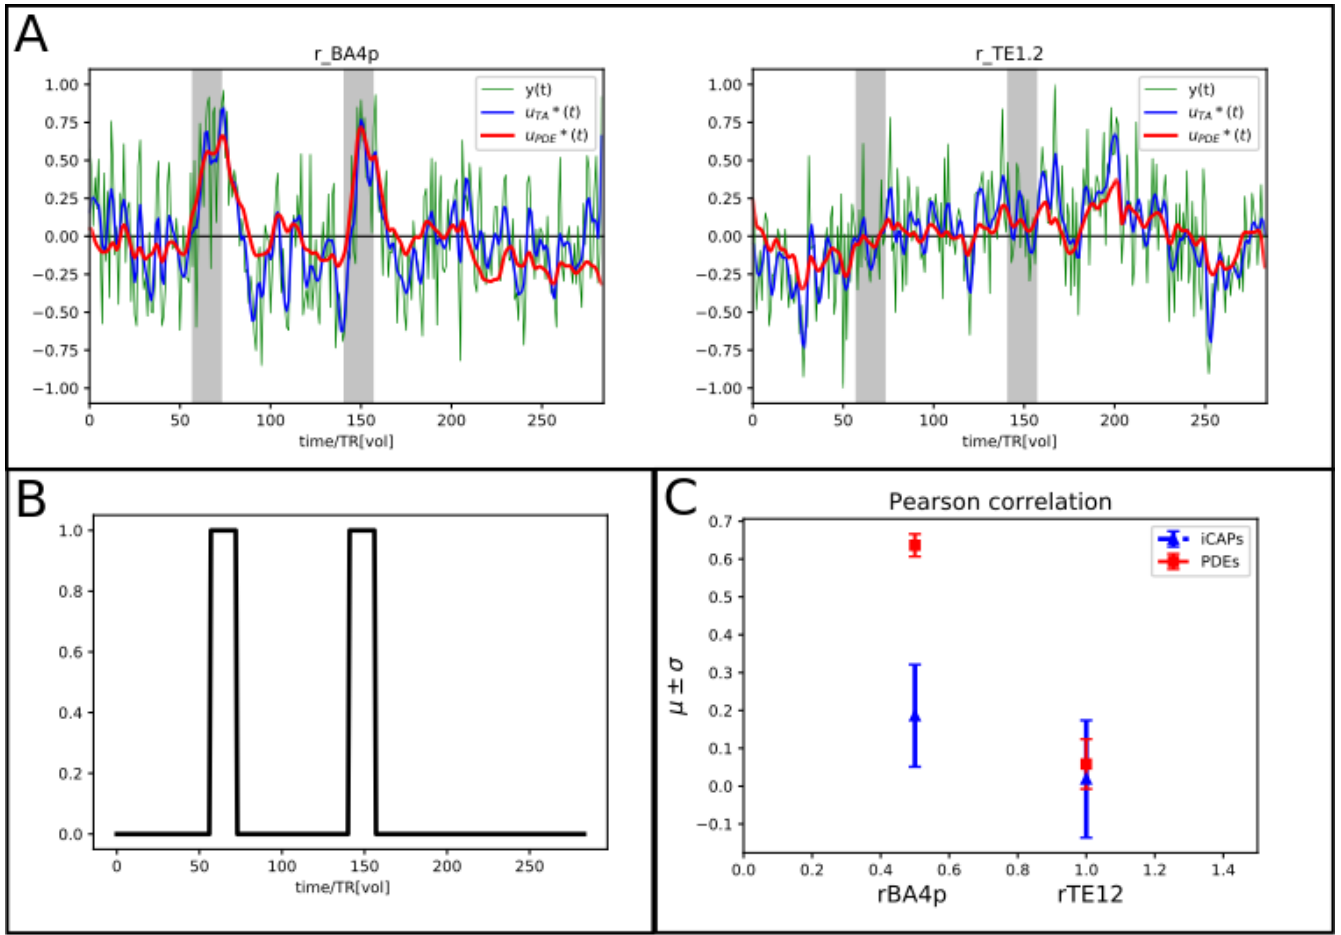 A
r_BA4p
1.00
0.75
0.50
0.25
0.00
−0.25
−0.50
−0.75
−1.00
y(t)
u_TA*(t)
u_PDE*(t)
0 50 100 150 200 250
time/TR[vol]
r_TE1.2
1.00
0.75
0.50
0.25
0.00
−0.25
−0.50
−0.75
−1.00
y(t)
u_TA*(t)
u_PDE*(t)
0 50 100 150 200 250
time/TR[vol]
B
1.0
0.8
0.6
0.4
0.2
0.0
0 50 100 150 200 250
time/TR[vol]
C
Pearson correlation
μ ± σ
0.7
0.6
0.5
0.4
0.3
0.2
0.1
0.0
−0.1
iCAPs
PDEs
0.0 0.2 0.4 0.6 0.8 1.0 1.2 1.4
rBA4p rTE12